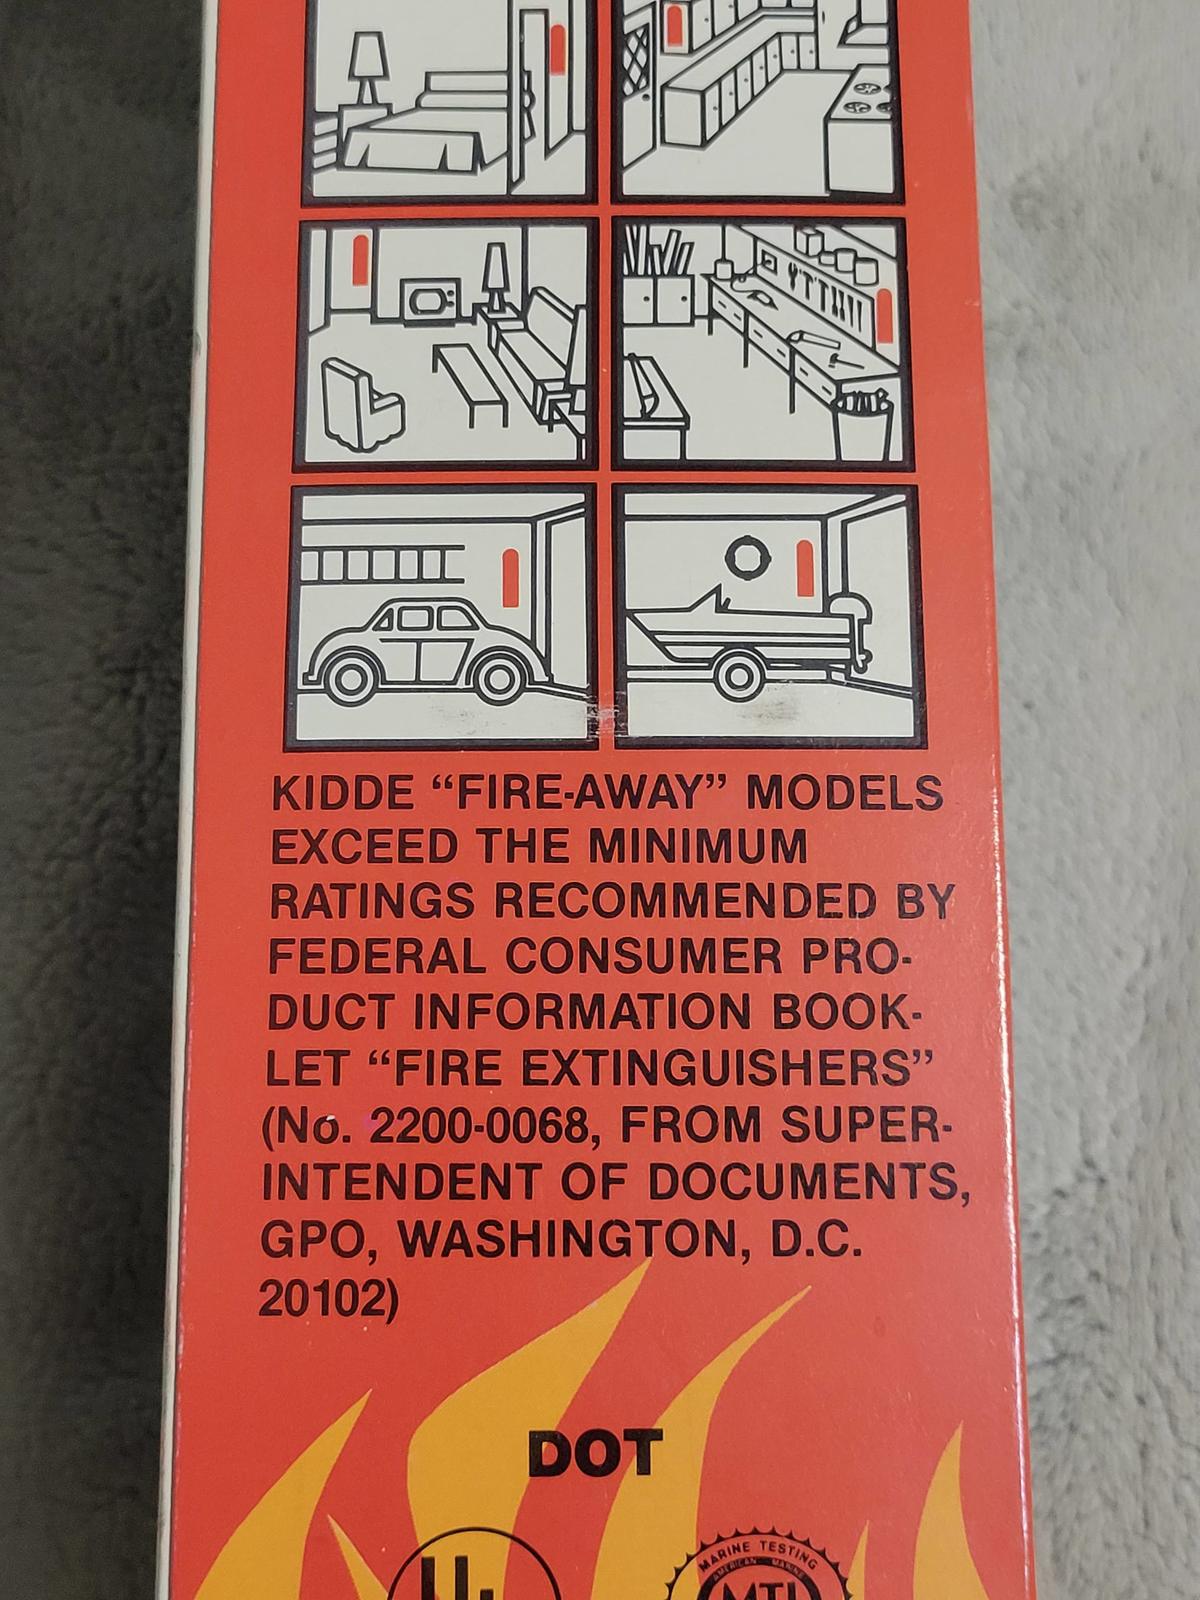 KIDDE “FIRE-AWAY” MODELS
EXCEED THE MINIMUM
RATINGS RECOMMENDED BY
FEDERAL CONSUMER PRO-
DUCT INFORMATION BOOK-
LET “FIRE EXTINGUISHERS”
(No. 2200-0068, FROM SUPER-
INTENDENT OF DOCUMENTS,
GPO, WASHINGTON, D.C.
20102)
DOT
MARINE TESTING
AMERICAN MARINE
MTL